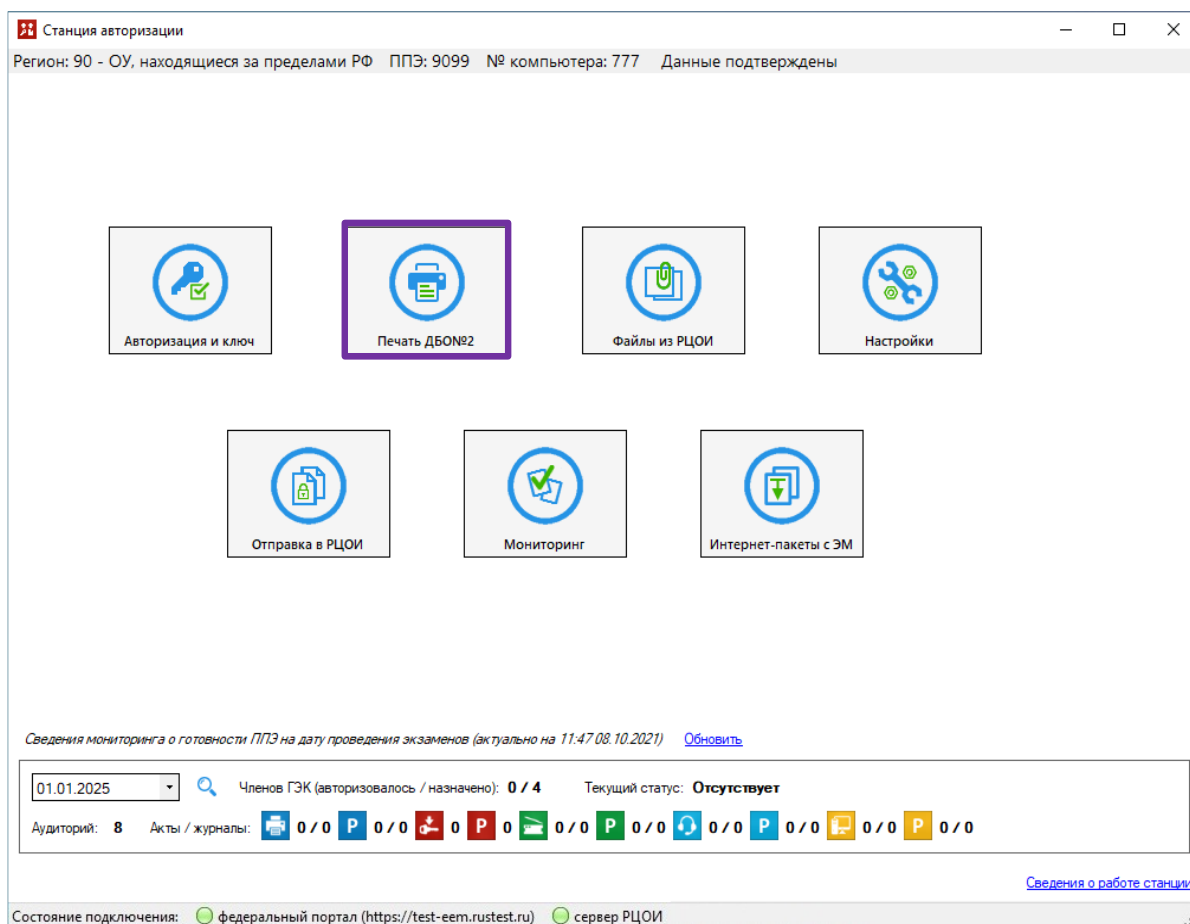 Станция авторизации
Регион: 90 - ОУ, находящиеся за пределами РФ ППЭ: 9099 № компьютера: 777 Данные подтверждены
Авторизация и ключ Печать ДБО№2 Файлы из РЦОИ Настройки
Отправка в РЦОИ Мониторинг Интернет-пакеты с ЭМ
Сведения мониторинга о готовности ППЭ на дату проведения экзаменов (актуально на 11:47 08.10.2021) Обновить
01.01.2025 Членов ГЭК (авторизовалось / назначено): 0 / 4 Текущий статус: Отсутствует
Аудиторий: 8 Акты / журналы: 0 / 0 Р 0 / 0 0 Р 0 0 / 0 Р 0 / 0 0 / 0 Р 0 / 0 0 / 0 Р 0 / 0
Сведения о работе станции
Состояние подключения: федеральный портал (https://test-eem.rustest.ru) сервер РЦОИ